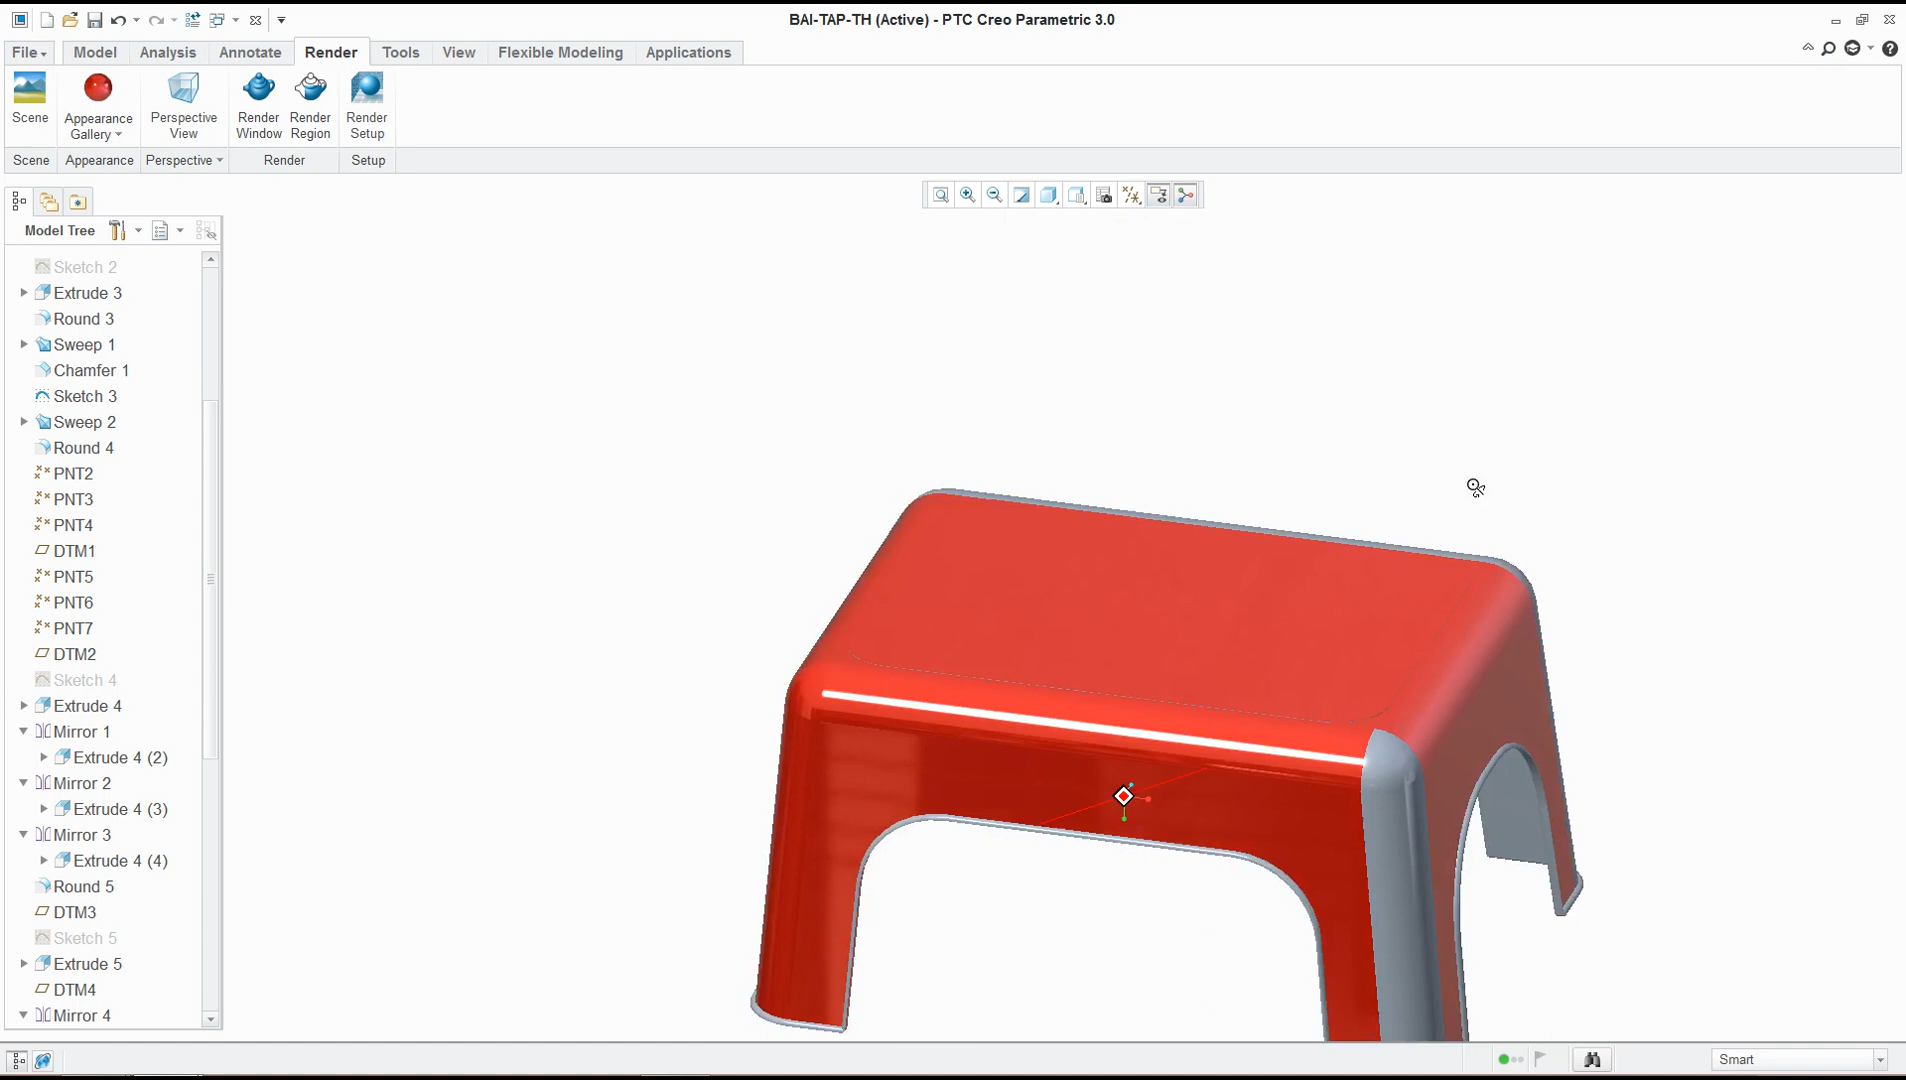 BAI-TAP-TH (Active) - PTC Creo Parametric 3.0
File Model Analysis Annotate Render Tools View Flexible Modeling Applications
Scene
Appearance Gallery
Perspective View
Render Window
Render Region
Render Setup
Scene Appearance Perspective Render Setup
Model Tree
Sketch 2
Extrude 3
Round 3
Sweep 1
Chamfer 1
Sketch 3
Sweep 2
Round 4
PNT2
PNT3
PNT4
DTM1
PNT5
PNT6
PNT7
DTM2
Sketch 4
Extrude 4
Mirror 1
Extrude 4 (2)
Mirror 2
Extrude 4 (3)
Mirror 3
Extrude 4 (4)
Round 5
DTM3
Sketch 5
Extrude 5
DTM4
Mirror 4
Smart